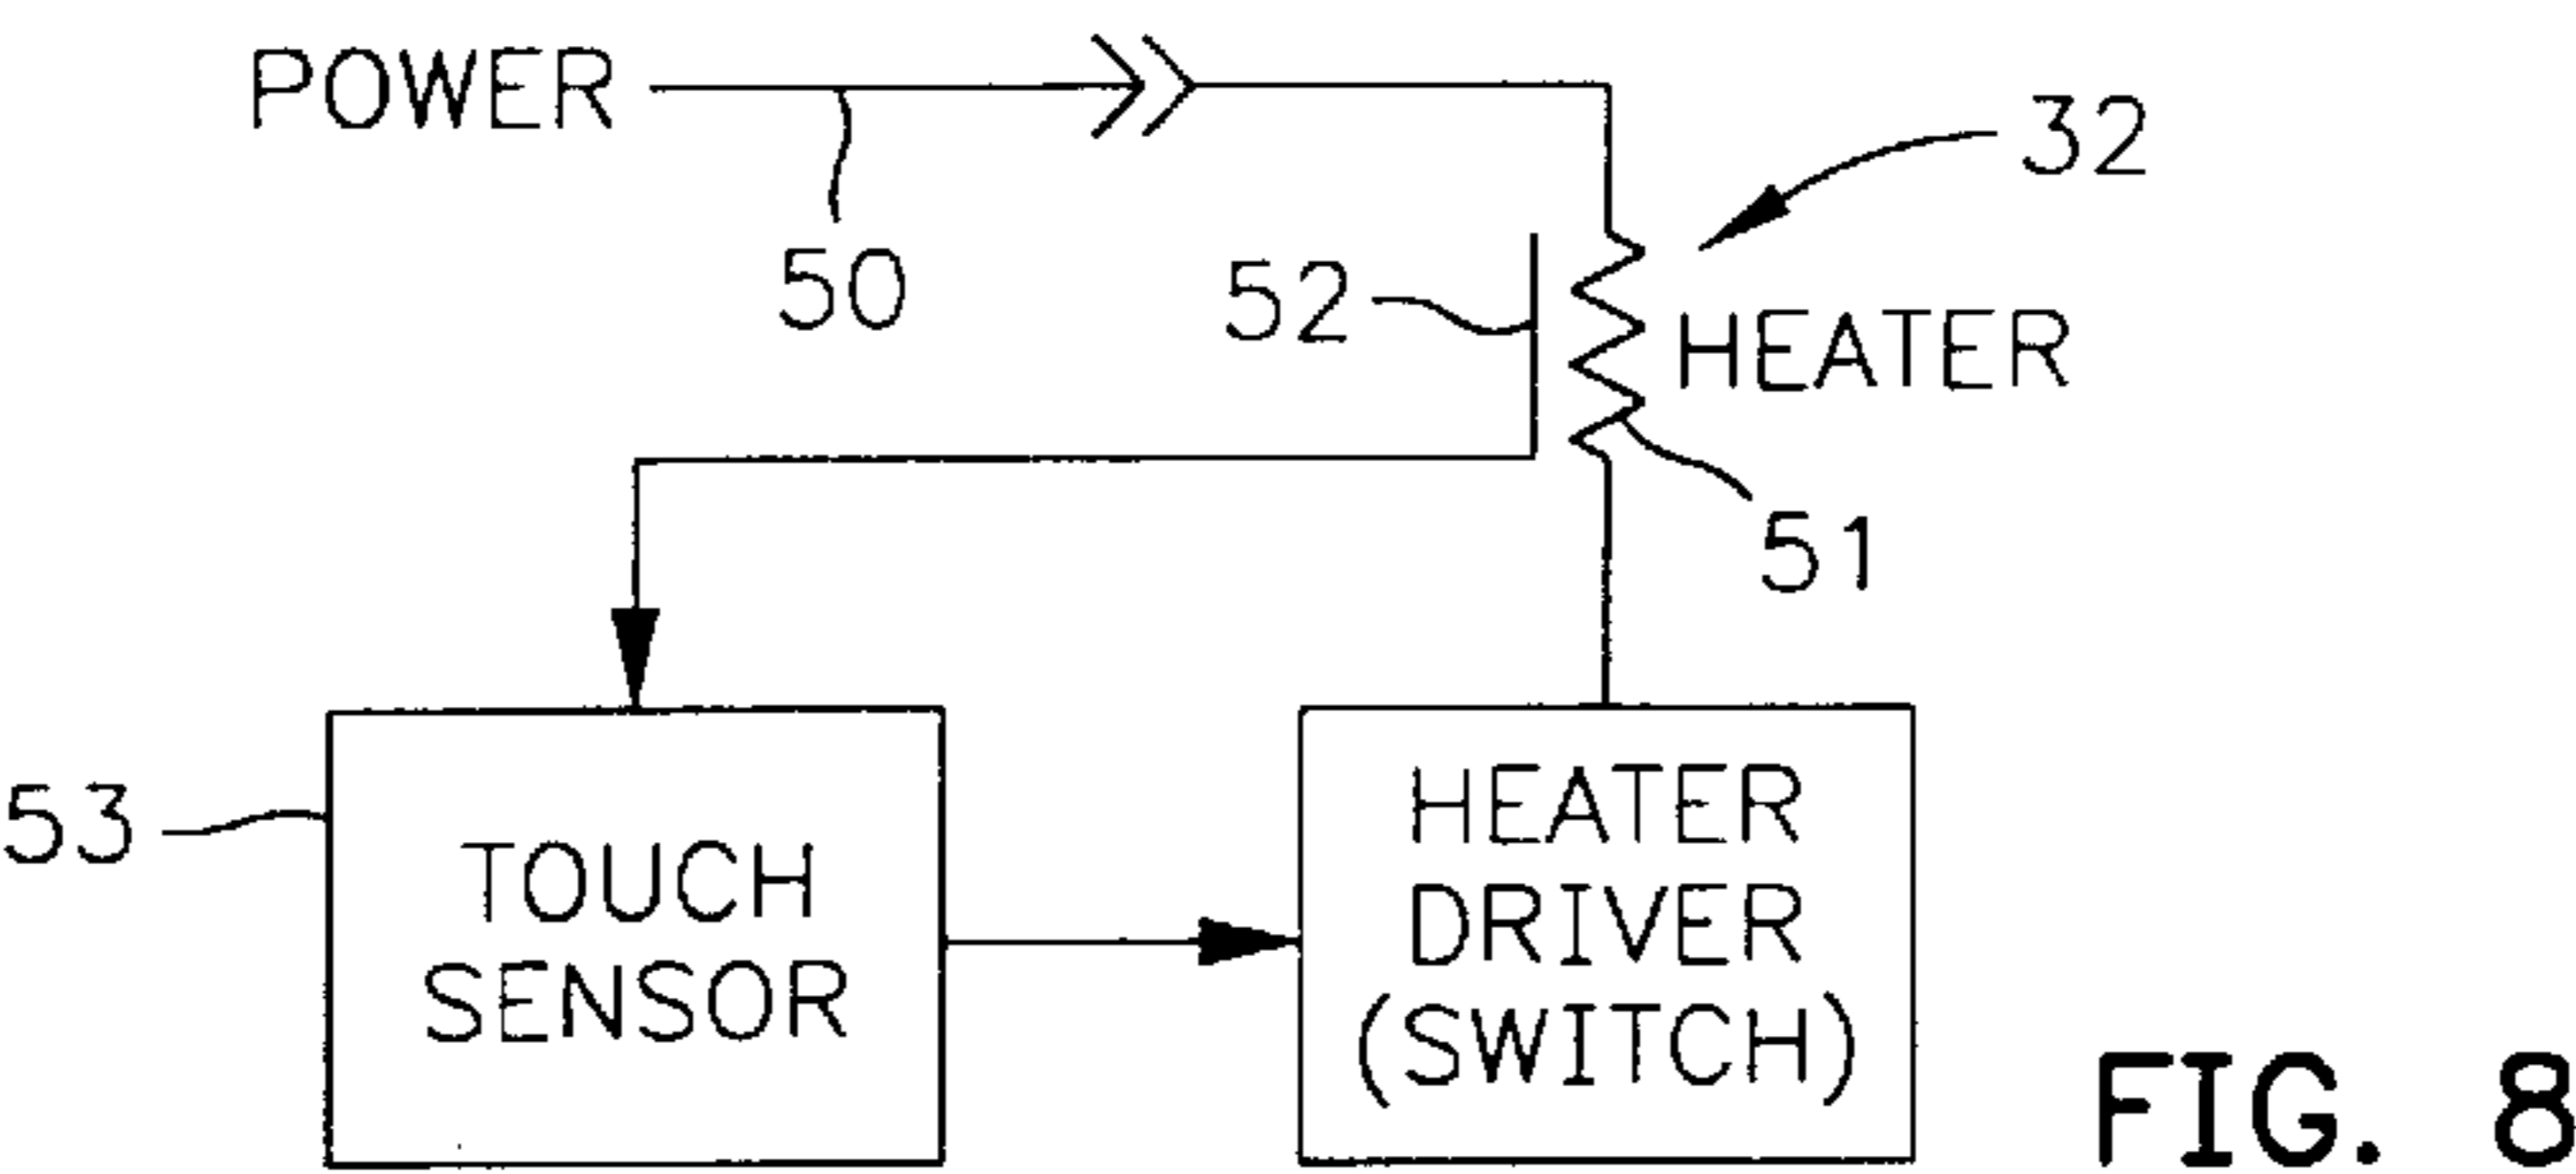 POWER
50
32
52
HEATER
51
53
TOUCH
SENSOR
HEATER
DRIVER
(SWITCH)
FIG. 8